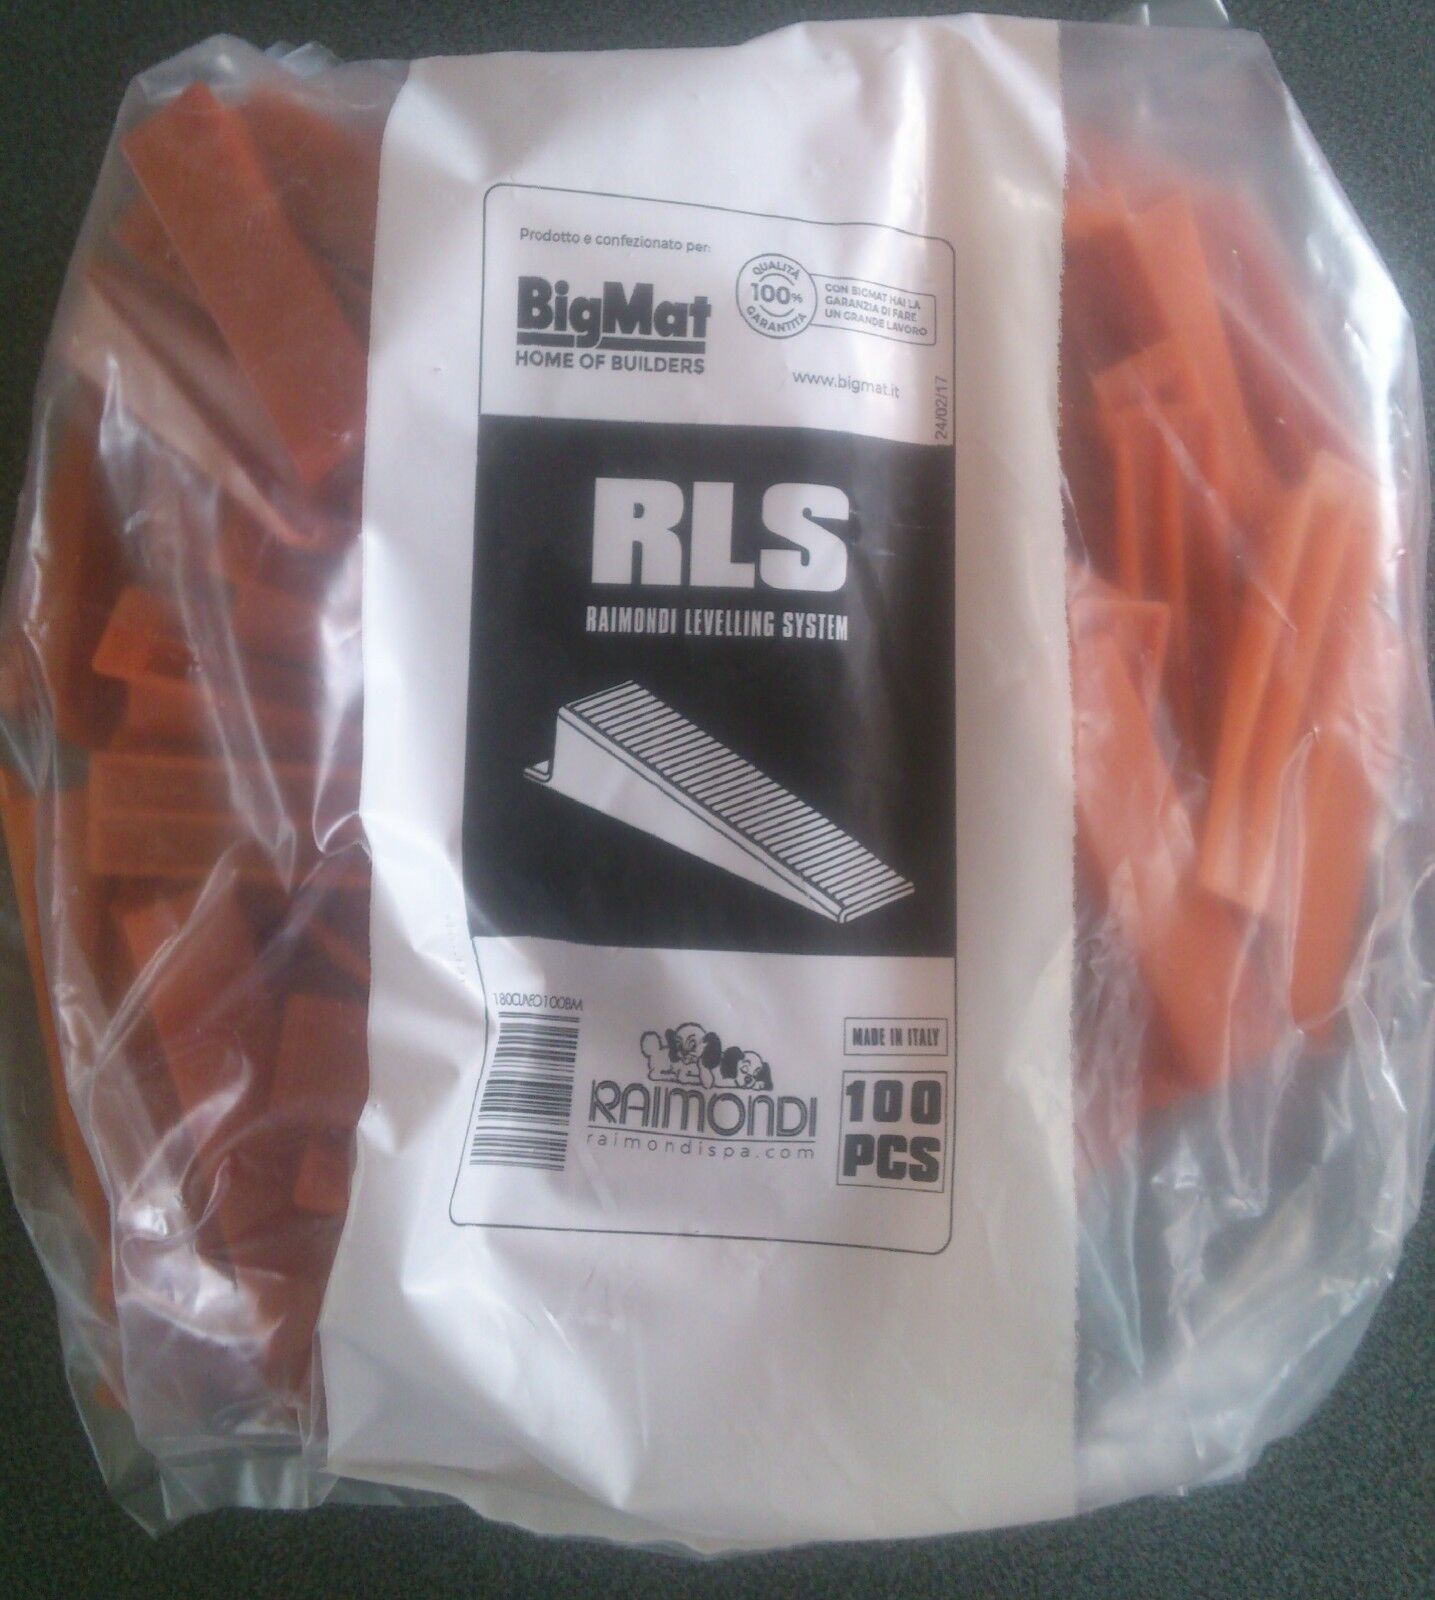 Prodotto e confezionato per:
BigMat
HOME OF BUILDERS
QUALITÀ
100%
GARANTITA
CON BIGMAT HAI LA
GARANZIA DI FARE
UN GRANDE LAVORO
www.bigmat.it
24/02/17
RLS
RAIMONDI LEVELLING SYSTEM
180CUNEO100BM
RAIMONDI
raimondispa.com
MADE IN ITALY
100
PCS